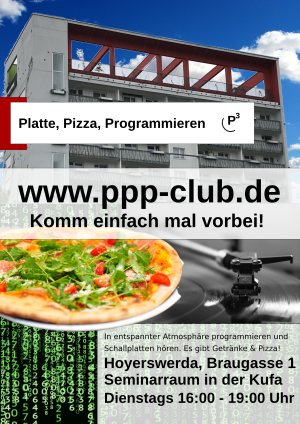 Platte, Pizza, Programmieren
P³
www.ppp-club.de
Komm einfach mal vorbei!
In entspannter Atmosphäre programmieren und
Schallplatten hören. Es gibt Getränke & Pizza!
Hoyerswerda, Braugasse 1
Seminarraum in der Kufa
Dienstags 16:00 - 19:00 Uhr